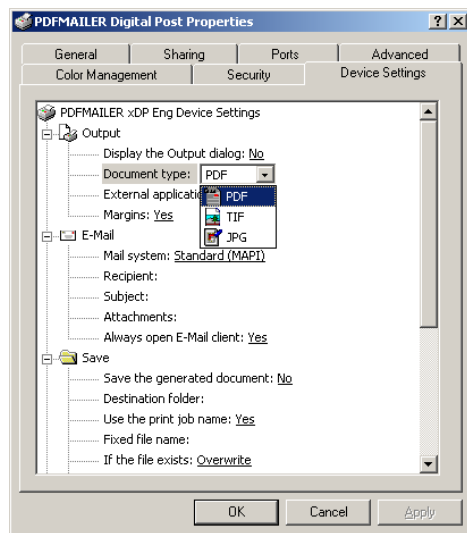 PDFMAILER Digital Post Properties
General Sharing Ports Advanced
Color Management Security Device Settings
PDFMAILER xDP Eng Device Settings
Output
Display the Output dialog: No
Document type: PDF
External applicati
PDF
Margins: Yes
TIF
JPG
E-Mail
Mail system: Standard (MAPI)
Recipient:
Subject:
Attachments:
Always open E-Mail client: Yes
Save
Save the generated document: No
Destination folder:
Use the print job name: Yes
Fixed file name:
If the file exists: Overwrite
OK Cancel Apply